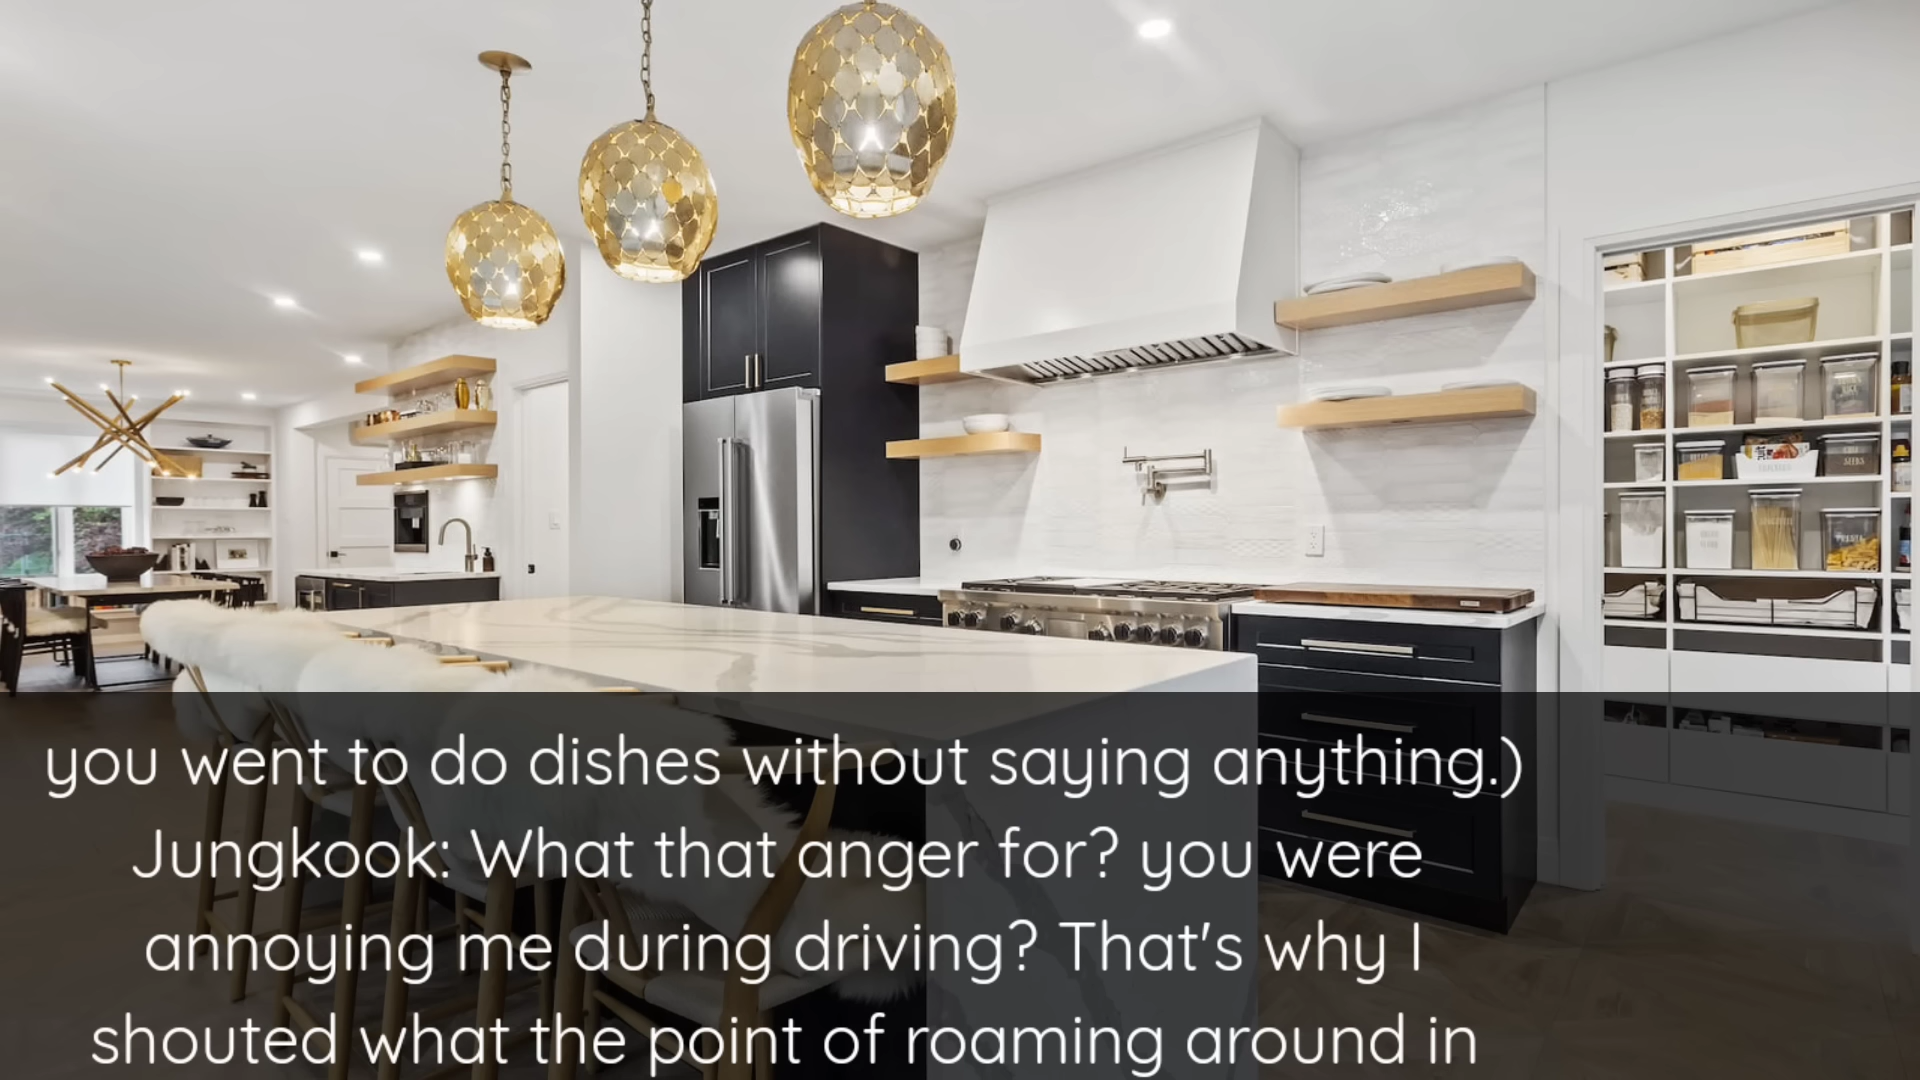 you went to do dishes without saying anything.)
Jungkook: What that anger for? you were
annoying me during driving? That's why I
shouted what the point of roaming around in